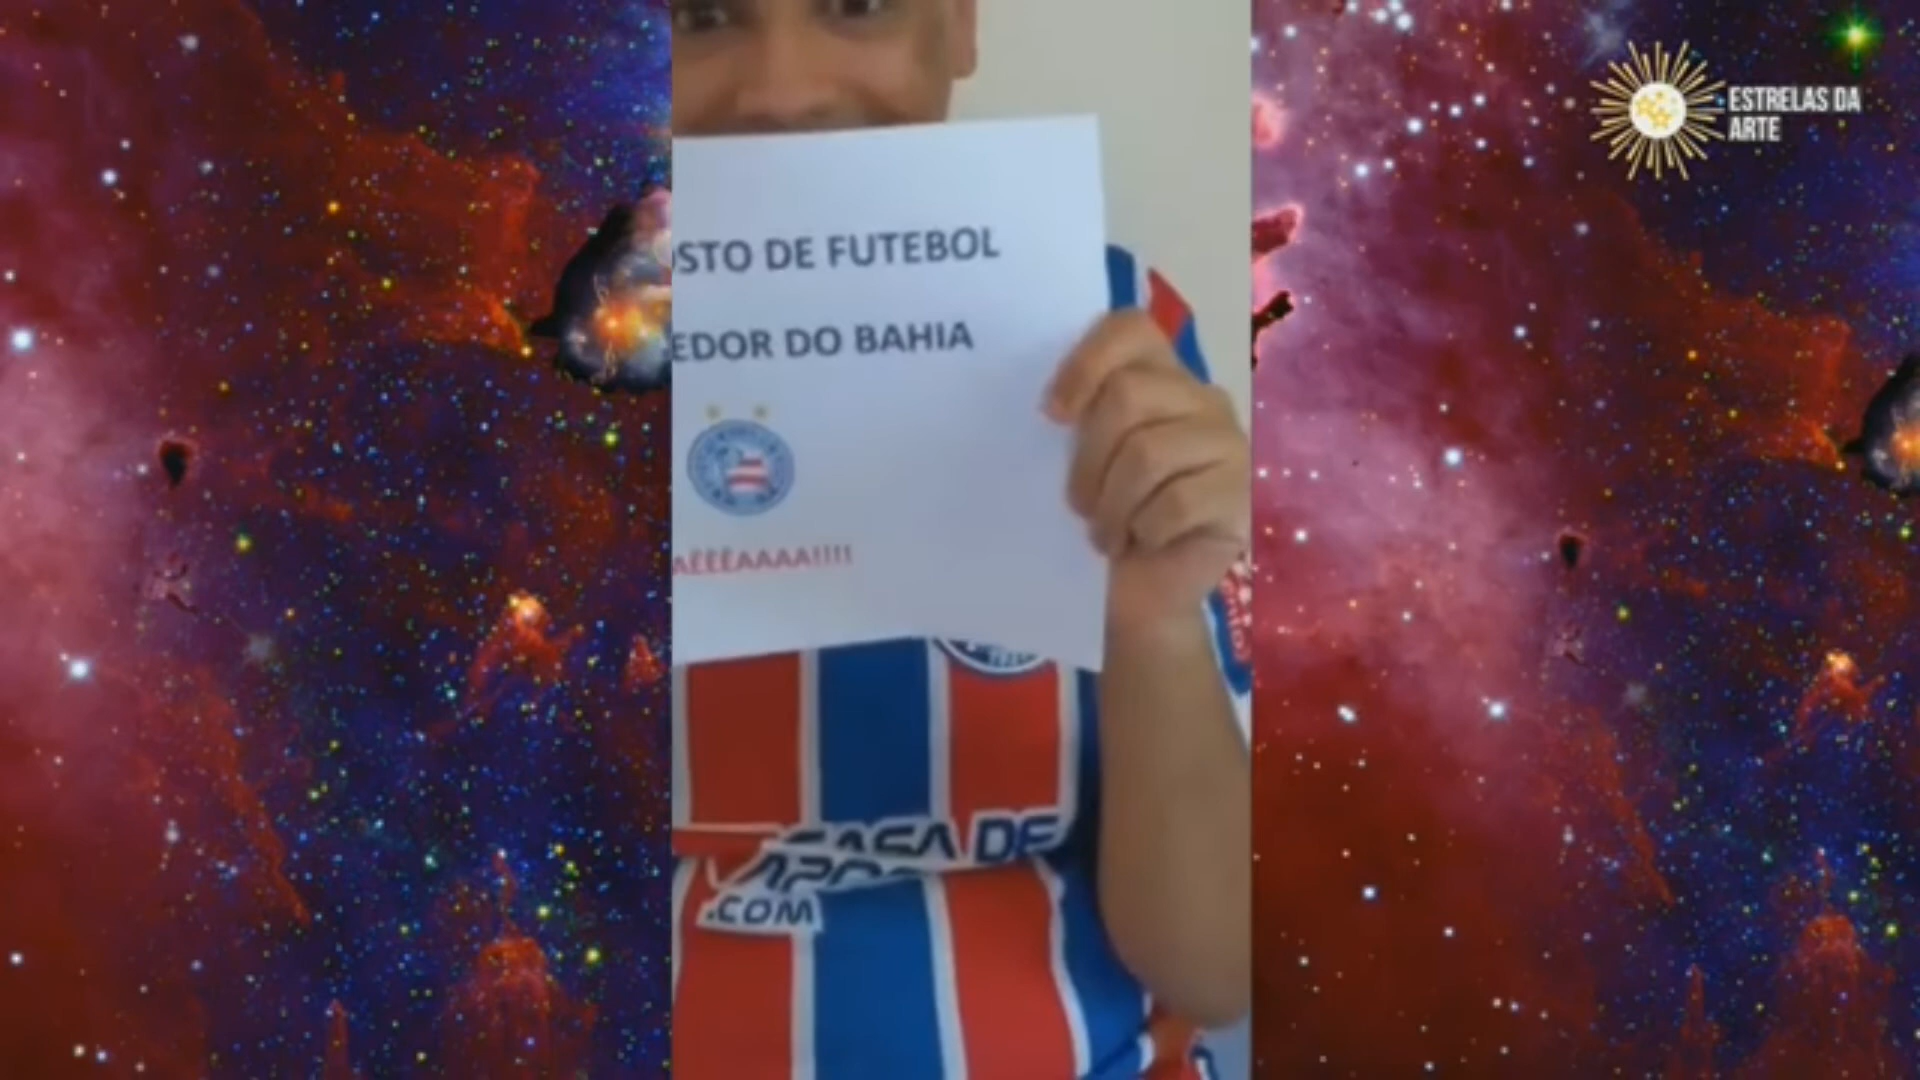 ESTRELAS DA
ARTE
OSTO DE FUTEBOL
EDOR DO BAHIA
AÊÊÊAAAA!!!!
CASA DE
.COM